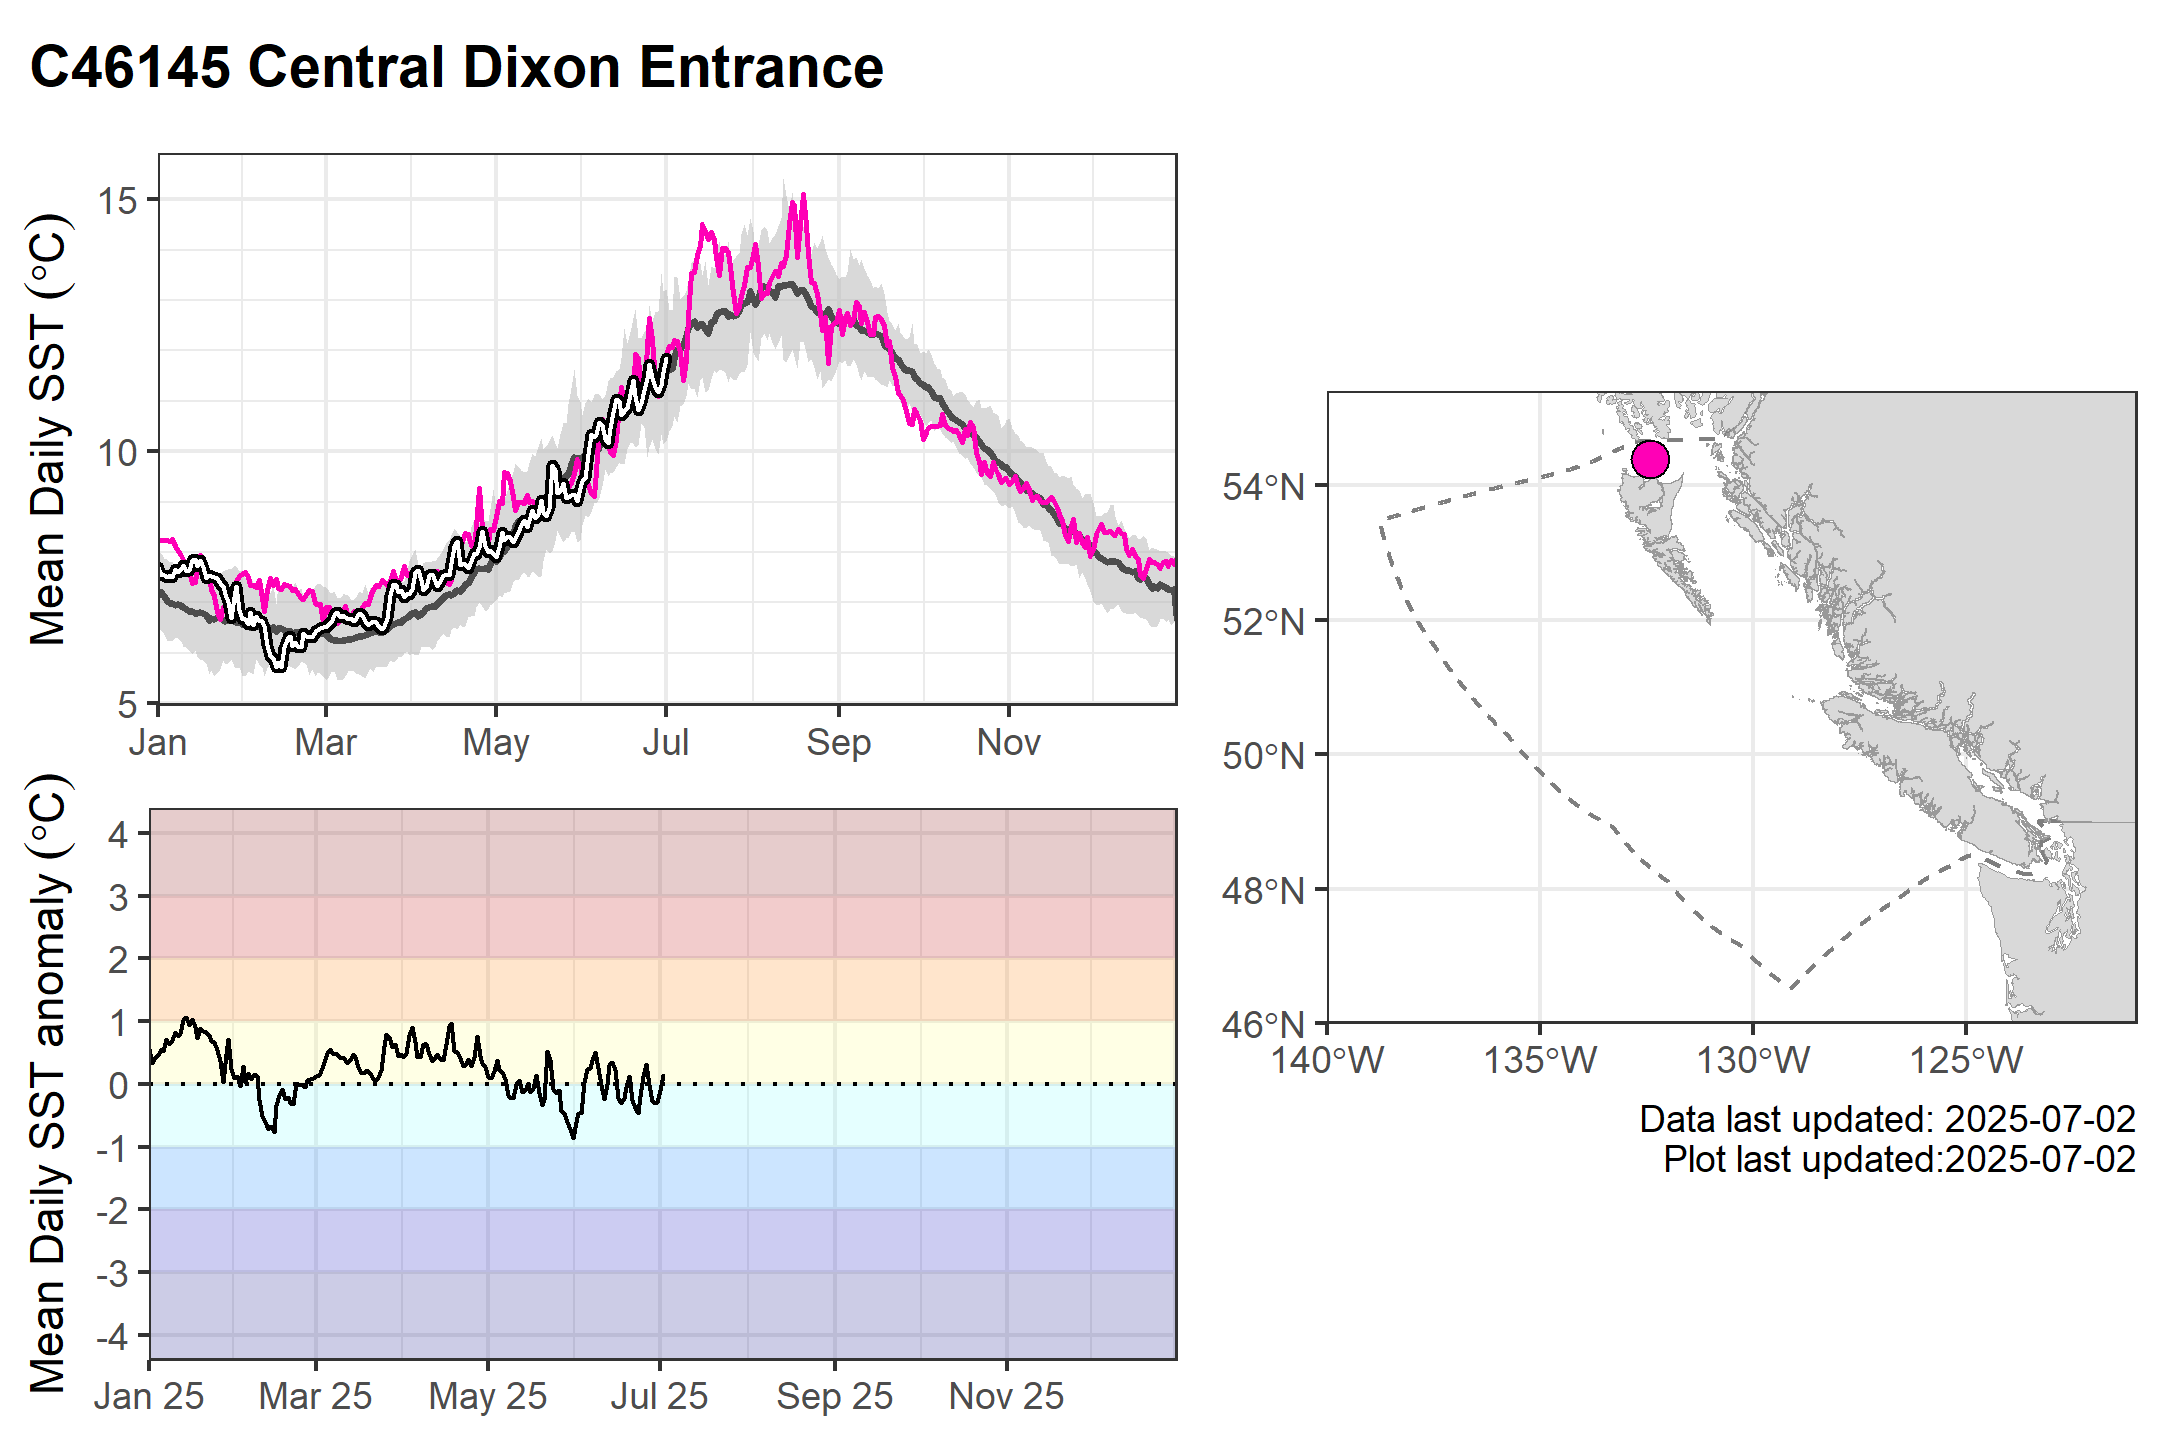 C46145 Central Dixon Entrance
Mean Daily SST (°C)
15
10
5
Jan
Mar
May
Jul
Sep
Nov
Mean Daily SST anomaly (°C)
4
3
2
1
0
-1
-2
-3
-4
Jan 25
Mar 25
May 25
Jul 25
Sep 25
Nov 25
54°N
52°N
50°N
48°N
46°N
140°W
135°W
130°W
125°W
Data last updated: 2025-07-02
Plot last updated:2025-07-02